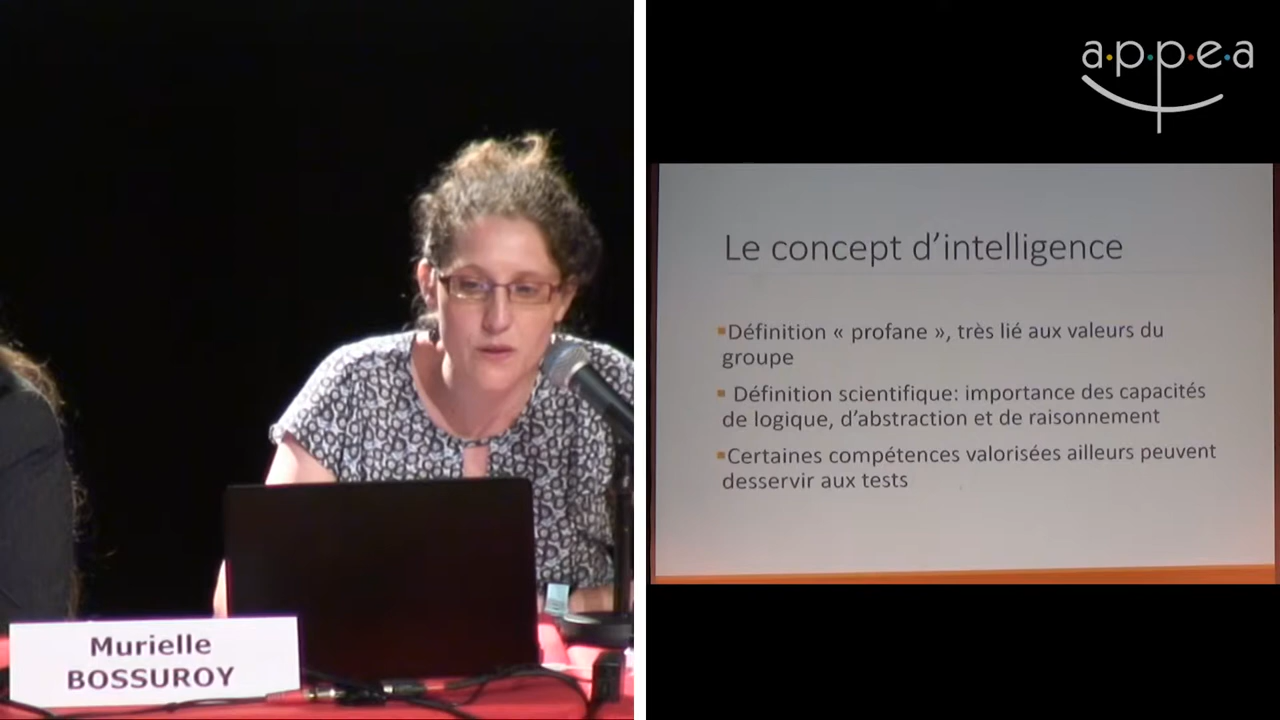 Murielle
BOSSUROY
a.p.p.e.a
Le concept d'intelligence
▪Définition « profane », très lié aux valeurs du
groupe
▪ Définition scientifique: importance des capacités
de logique, d'abstraction et de raisonnement
▪Certaines compétences valorisées ailleurs peuvent
desservir aux tests